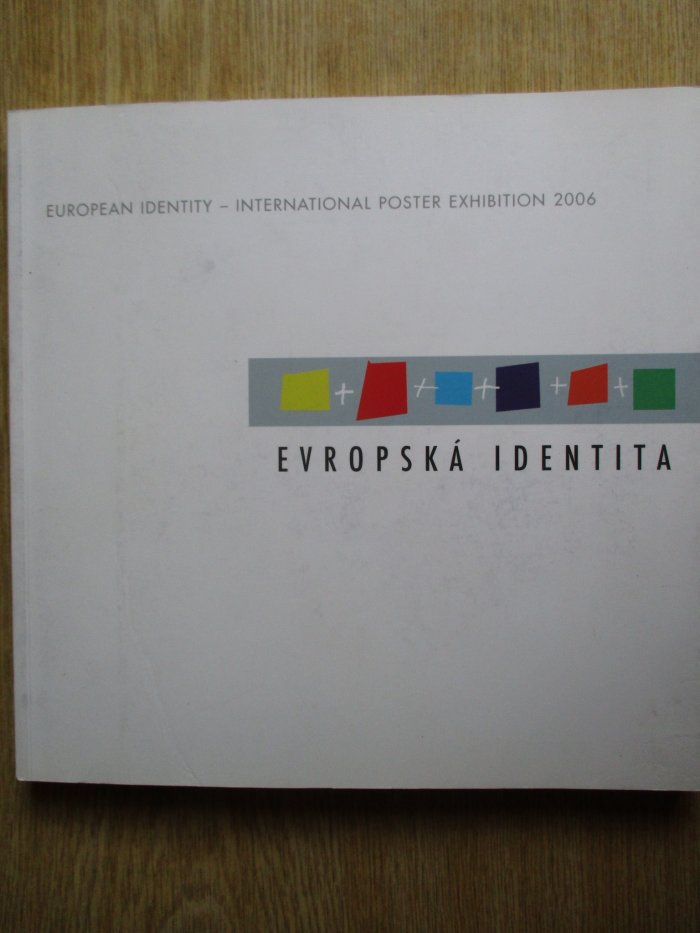 EUROPEAN IDENTITY – INTERNATIONAL POSTER EXHIBITION 2006
EVROPSKÁ IDENTITA